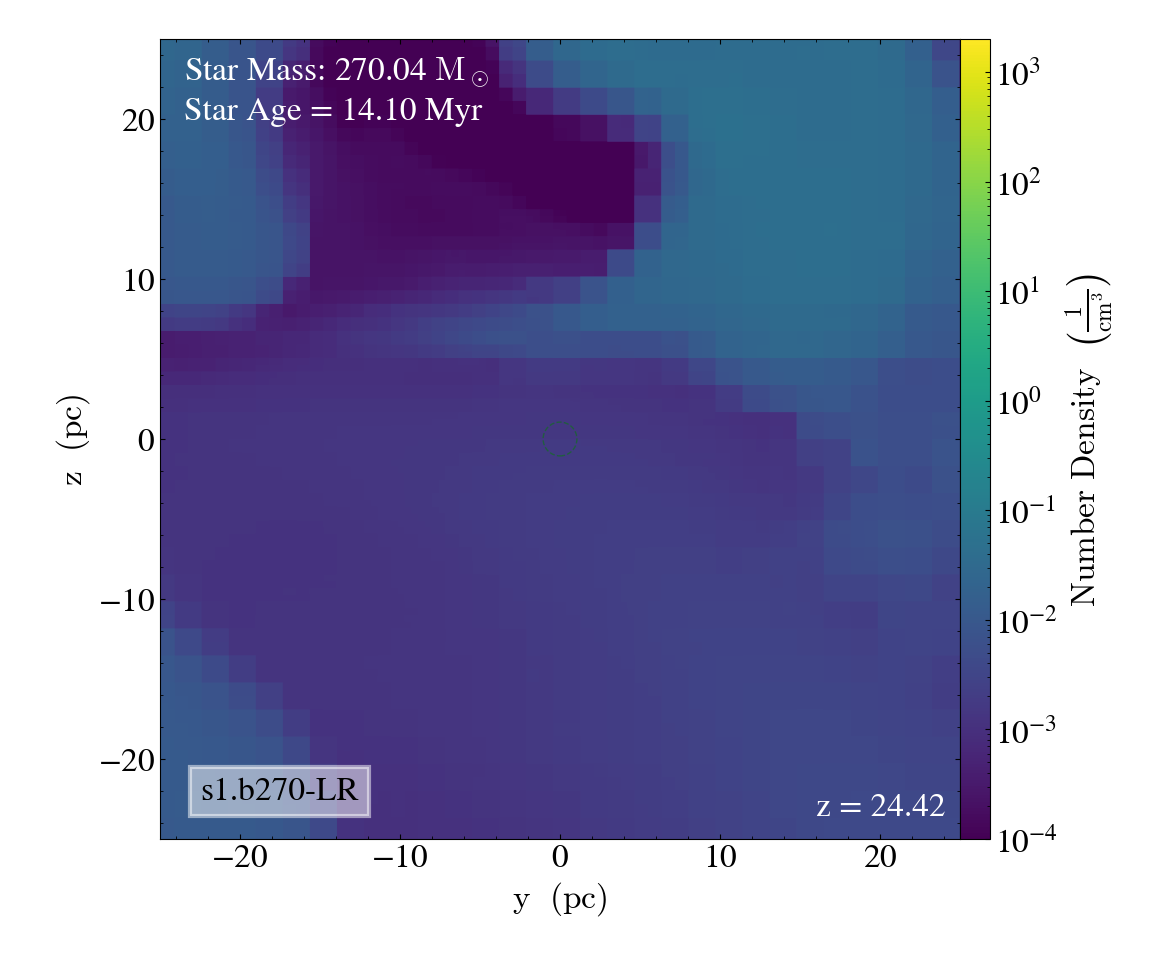 Star Mass: 270.04 M⊙
Star Age = 14.10 Myr
20
10
0
−10
−20
z (pc)
s1.b270-LR
z = 24.42
−20 −10 0 10 20
y (pc)
10³
10²
10¹
10⁰
10⁻¹
10⁻²
10⁻³
10⁻⁴
Number Density (1/cm³)